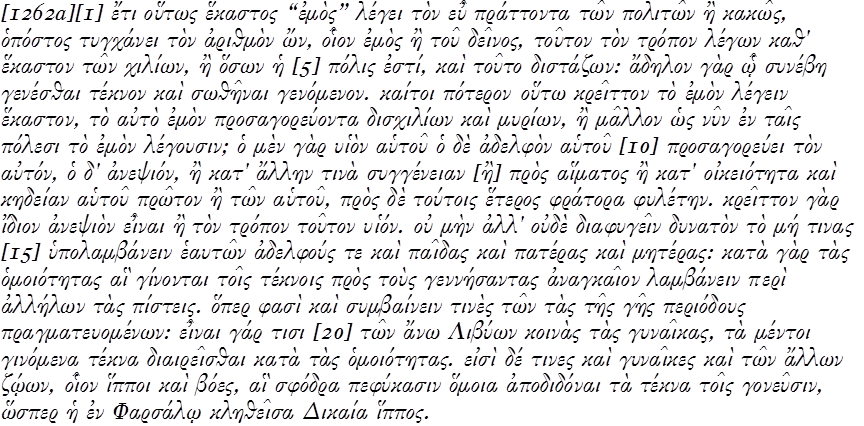 [1262a][1] ἔτι οὕτως ἕκαστος “ἐμὸς” λέγει τὸν εὖ πράττοντα τῶν πολιτῶν ἢ κακῶς,
ὁπόστος τυγχάνει τὸν ἀριθμὸν ὤν, οἷον ἐμὸς ἢ τοῦ δεῖνος, τοῦτον τὸν τρόπον λέγων καθ'
ἕκαστον τῶν χιλίων, ἢ ὅσων ἡ [5] πόλις ἐστί, καὶ τοῦτο διστάζων: ἄδηλον γὰρ ᾧ συνέβη
γενέσθαι τέκνον καὶ σωθῆναι γενόμενον. καίτοι πότερον οὕτω κρεῖττον τὸ ἐμὸν λέγειν
ἕκαστον, τὸ αὐτὸ ἐμὸν προσαγορεύοντα δισχιλίων καὶ μυρίων, ἢ μᾶλλον ὡς νῦν ἐν ταῖς
πόλεσι τὸ ἐμὸν λέγουσιν; ὁ μὲν γὰρ υἱὸν αὑτοῦ ὁ δὲ ἀδελφὸν αὑτοῦ [10] προσαγορεύει τὸν
αὐτόν, ὁ δ' ἀνεψιόν, ἢ κατ' ἄλλην τινὰ συγγένειαν [ἢ] πρὸς αἵματος ἢ κατ' οἰκειότητα καὶ
κηδείαν αὑτοῦ πρῶτον ἢ τῶν αὑτοῦ, πρὸς δὲ τούτοις ἕτερος φράτορα φυλέτην. κρεῖττον γὰρ
ἴδιον ἀνεψιὸν εἶναι ἢ τὸν τρόπον τοῦτον υἱόν. οὐ μὴν ἀλλ' οὐδὲ διαφυγεῖν δυνατὸν τὸ μή τινας
[15] ὑπολαμβάνειν ἑαυτῶν ἀδελφούς τε καὶ παῖδας καὶ πατέρας καὶ μητέρας: κατὰ γὰρ τὰς
ὁμοιότητας αἳ γίνονται τοῖς τέκνοις πρὸς τοὺς γεννήσαντας ἀναγκαῖον λαμβάνειν περὶ
ἀλλήλων τὰς πίστεις. ὅπερ φασὶ καὶ συμβαίνειν τινὲς τῶν τὰς τῆς γῆς περιόδους
πραγματευομένων: εἶναι γάρ τισι [20] τῶν ἄνω Λιβύων κοινὰς τὰς γυναῖκας, τὰ μέντοι
γινόμενα τέκνα διαιρεῖσθαι κατὰ τὰς ὁμοιότητας. εἰσὶ δέ τινες καὶ γυναῖκες καὶ τῶν ἄλλων
ζῴων, οἷον ἵπποι καὶ βόες, αἳ σφόδρα πεφύκασιν ὅμοια ἀποδιδόναι τὰ τέκνα τοῖς γονεῦσιν,
ὥσπερ ἡ ἐν Φαρσάλῳ κληθεῖσα Δικαία ἵππος.